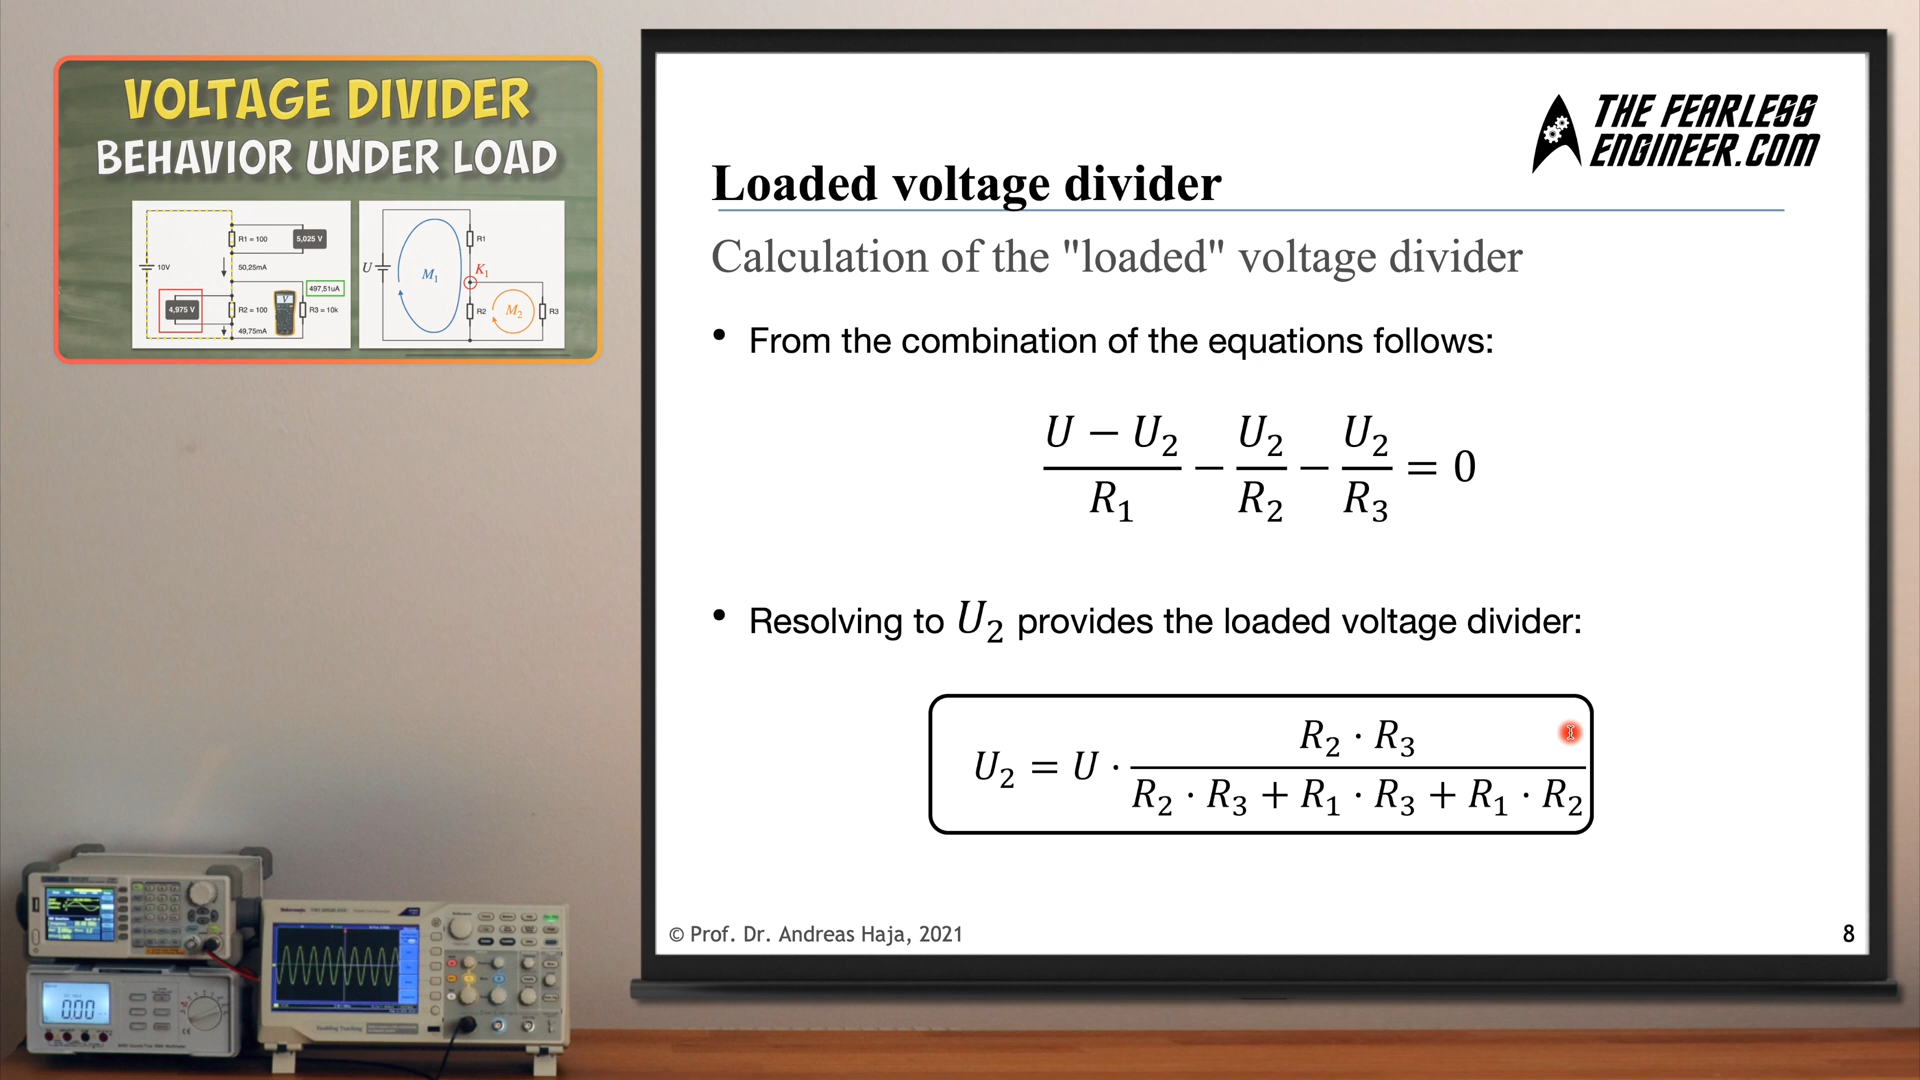 VOLTAGE DIVIDER
BEHAVIOR UNDER LOAD
R1 = 100
5,025 V
10V
50,25mA
497,51uA
4,975 V
V
R2 = 100
R3 = 10k
49,75mA
U
M₁
R1
K₁
R2
M₂
R3
THE FEARLESS
ENGINEER.COM
Loaded voltage divider
Calculation of the "loaded" voltage divider
• From the combination of the equations follows:
(U − U₂)/R₁ − U₂/R₂ − U₂/R₃ = 0
• Resolving to U₂ provides the loaded voltage divider:
U₂ = U · (R₂ · R₃)/(R₂ · R₃ + R₁ · R₃ + R₁ · R₂)
© Prof. Dr. Andreas Haja, 2021
8
Tektronix
0.00